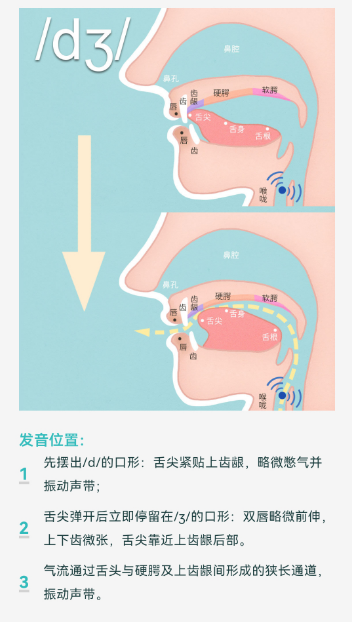 /dʒ/
鼻腔
鼻孔
唇
齿
齿龈
硬腭
软腭
舌尖
舌身
舌根
唇
齿
喉咙
鼻腔
鼻孔
唇
齿
齿龈
硬腭
软腭
舌尖
舌身
舌根
唇
齿
喉咙
发音位置：
1 先摆出/d/的口形：舌尖紧贴上齿龈，略微憋气并
振动声带；
2 舌尖弹开后立即停留在/ʒ/的口形：双唇略微前伸，
上下齿微张，舌尖靠近上齿龈后部。
3 气流通过舌头与硬腭及上齿龈间形成的狭长通道，
振动声带。